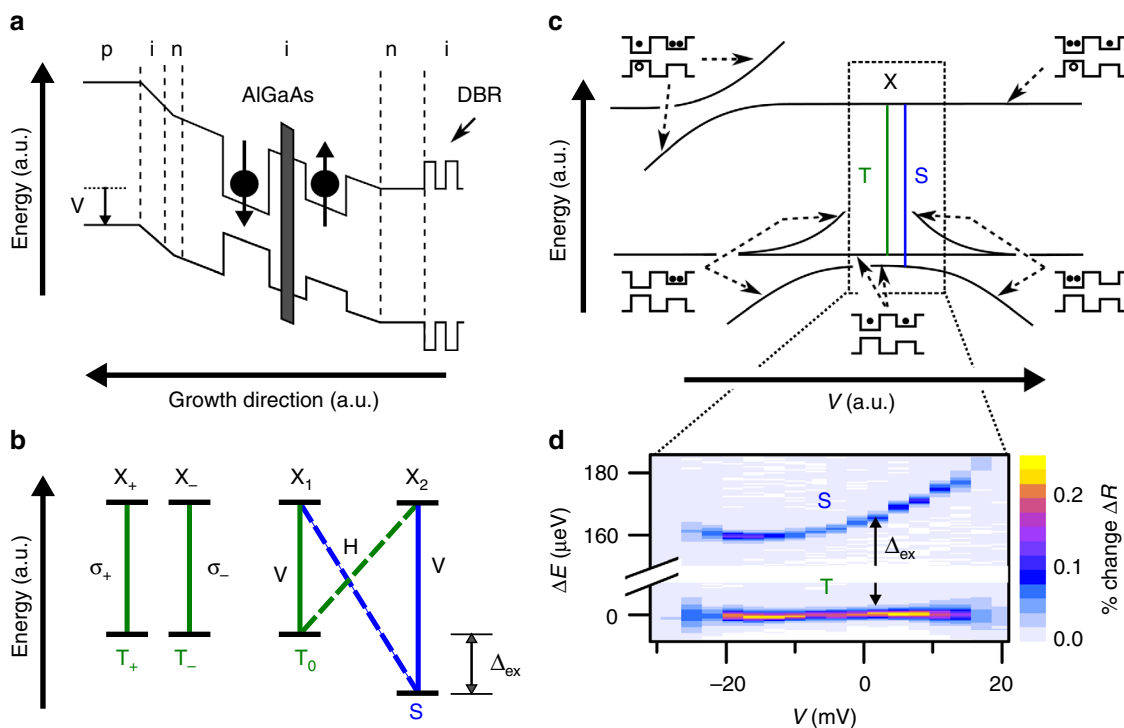 a
p i n i n i
AlGaAs
DBR
V
Energy (a.u.)
Growth direction (a.u.)
b
X+ X− X1 X2
Energy (a.u.)
σ+ σ− V H V
T+ T− T0
Δex
S
c
X
Energy (a.u.)
T S
V (a.u.)
d
180
160
0
ΔE (µeV)
S
Δex
T
−20 0 20
V (mV)
0.2
0.1
0.0
% change ΔR